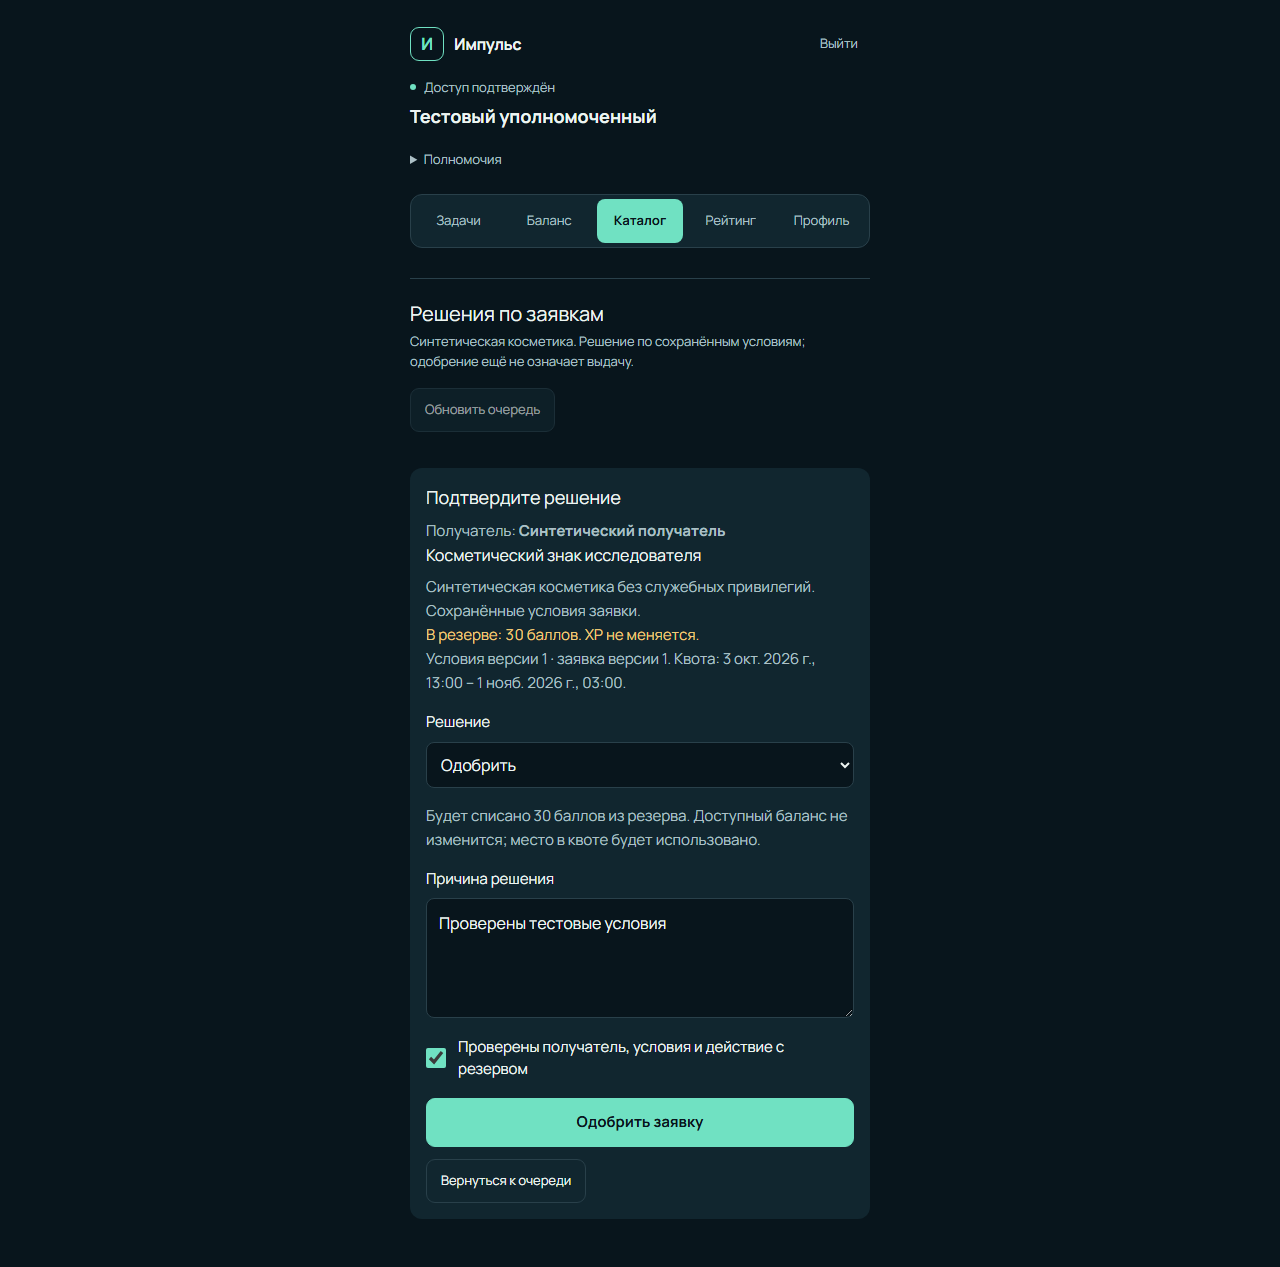 И Импульс
Выйти
Доступ подтверждён
Тестовый уполномоченный
Полномочия
Задачи Баланс Каталог Рейтинг Профиль
Решения по заявкам
Синтетическая косметика. Решение по сохранённым условиям;
одобрение ещё не означает выдачу.
Обновить очередь
Подтвердите решение
Получатель: Синтетический получатель
Косметический знак исследователя
Синтетическая косметика без служебных привилегий.
Сохранённые условия заявки.
В резерве: 30 баллов. XP не меняется.
Условия версии 1 · заявка версии 1. Квота: 3 окт. 2026 г.,
13:00 – 1 нояб. 2026 г., 03:00.
Решение
Одобрить
Будет списано 30 баллов из резерва. Доступный баланс не
изменится; место в квоте будет использовано.
Причина решения
Проверены тестовые условия
Проверены получатель, условия и действие с
резервом
Одобрить заявку
Вернуться к очереди